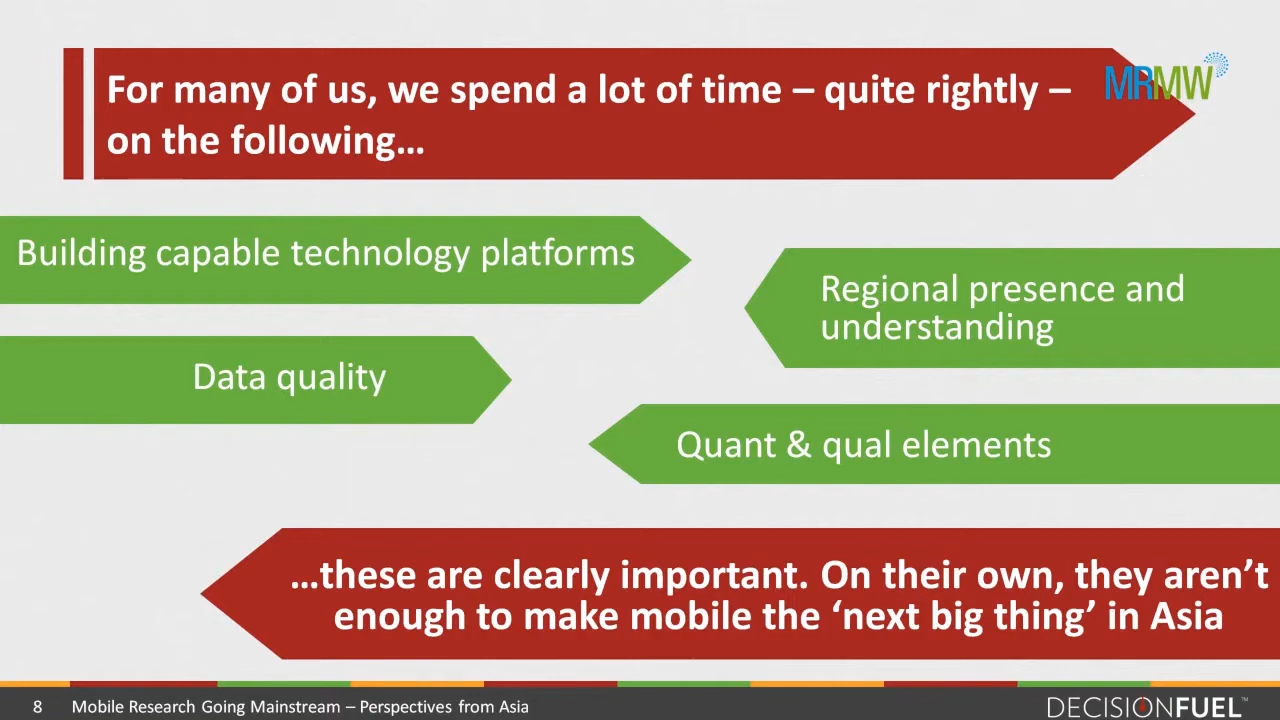 For many of us, we spend a lot of time – quite rightly –
on the following…
MRMW
Building capable technology platforms
Regional presence and
understanding
Data quality
Quant & qual elements
…these are clearly important. On their own, they aren’t
enough to make mobile the ‘next big thing’ in Asia
8 Mobile Research Going Mainstream – Perspectives from Asia
DECISIONFUEL™